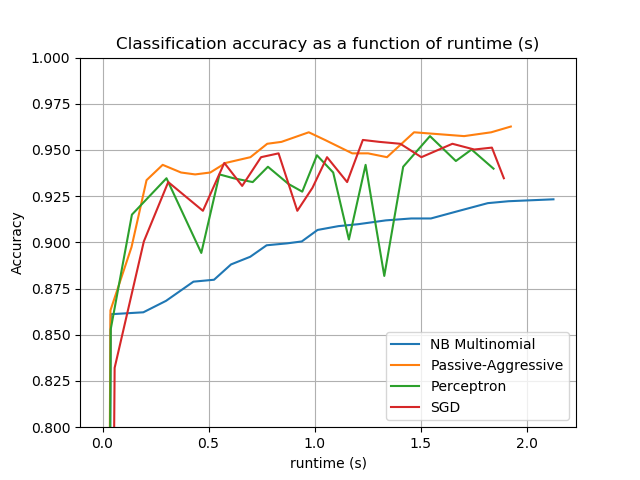 Classification accuracy as a function of runtime (s)
1.000
0.975
0.950
0.925
0.900
0.875
0.850
0.825
0.800
Accuracy
NB Multinomial
Passive-Aggressive
Perceptron
SGD
0.0 0.5 1.0 1.5 2.0
runtime (s)